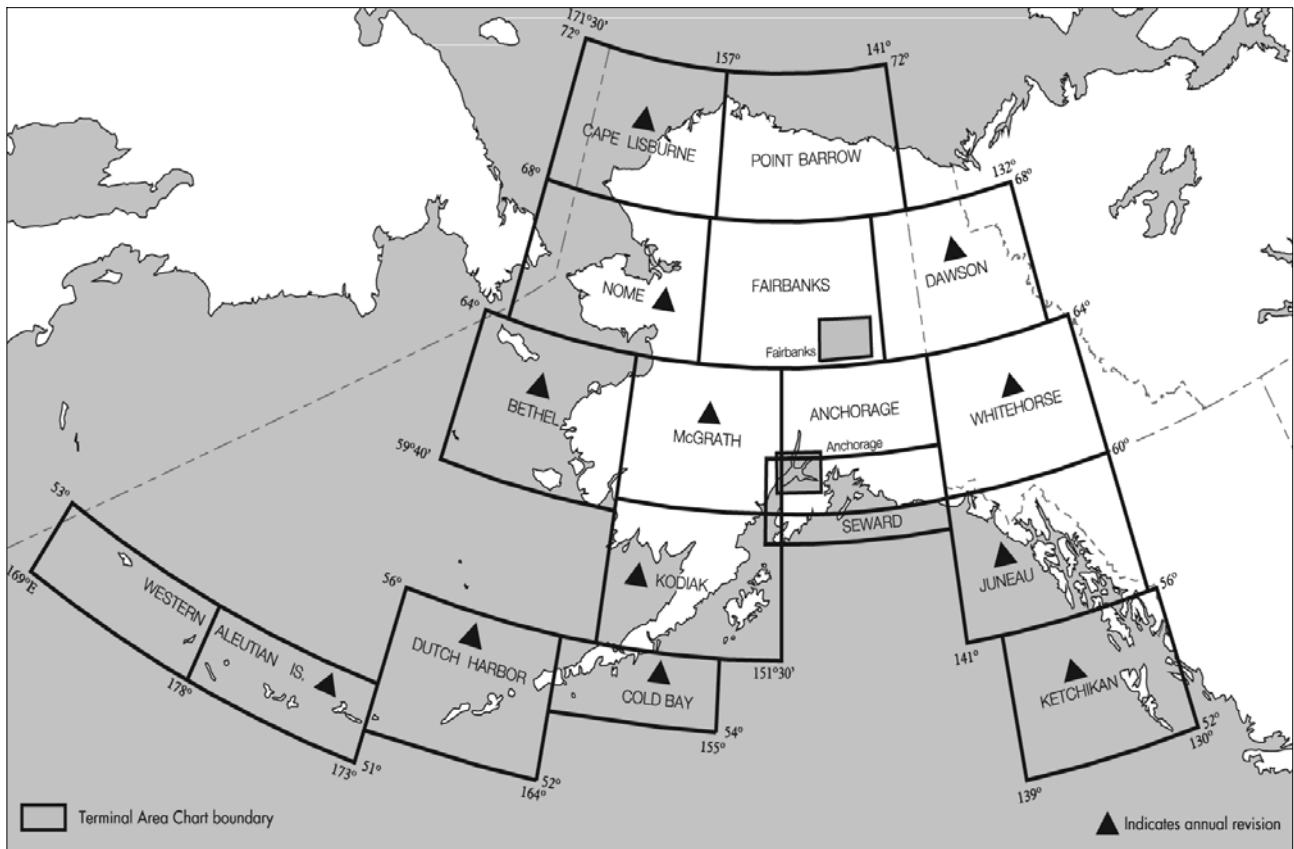 171°30'
72°
157°
141°
72°
CAPE LISBURNE
POINT BARROW
68°
132°
68°
NOME
FAIRBANKS
DAWSON
Fairbanks
64°
64°
BETHEL
McGRATH
ANCHORAGE
WHITEHORSE
Anchorage
59°40'
60°
53°
SEWARD
169°E
WESTERN
ALEUTIAN IS.
56°
KODIAK
JUNEAU
56°
DUTCH HARBOR
COLD BAY
151°30'
141°
KETCHIKAN
178°
173°
51°
164°
52°
155°
54°
52°
130°
139°
Terminal Area Chart boundary
Indicates annual revision